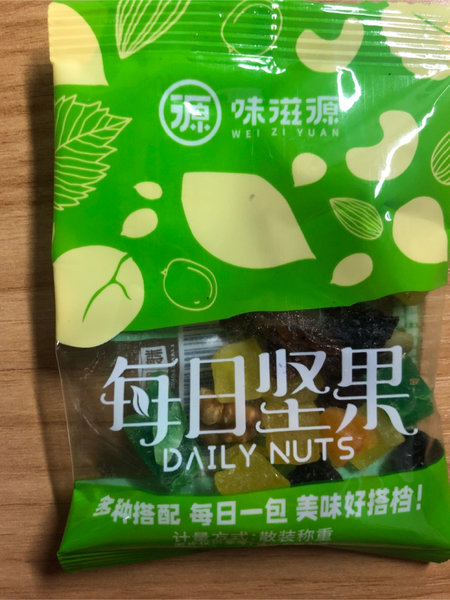 源 味滋源
WEI ZI YUAN
每日坚果
DAILY NUTS
多种搭配 每日一包 美味好搭档!
计量方式:散装称重